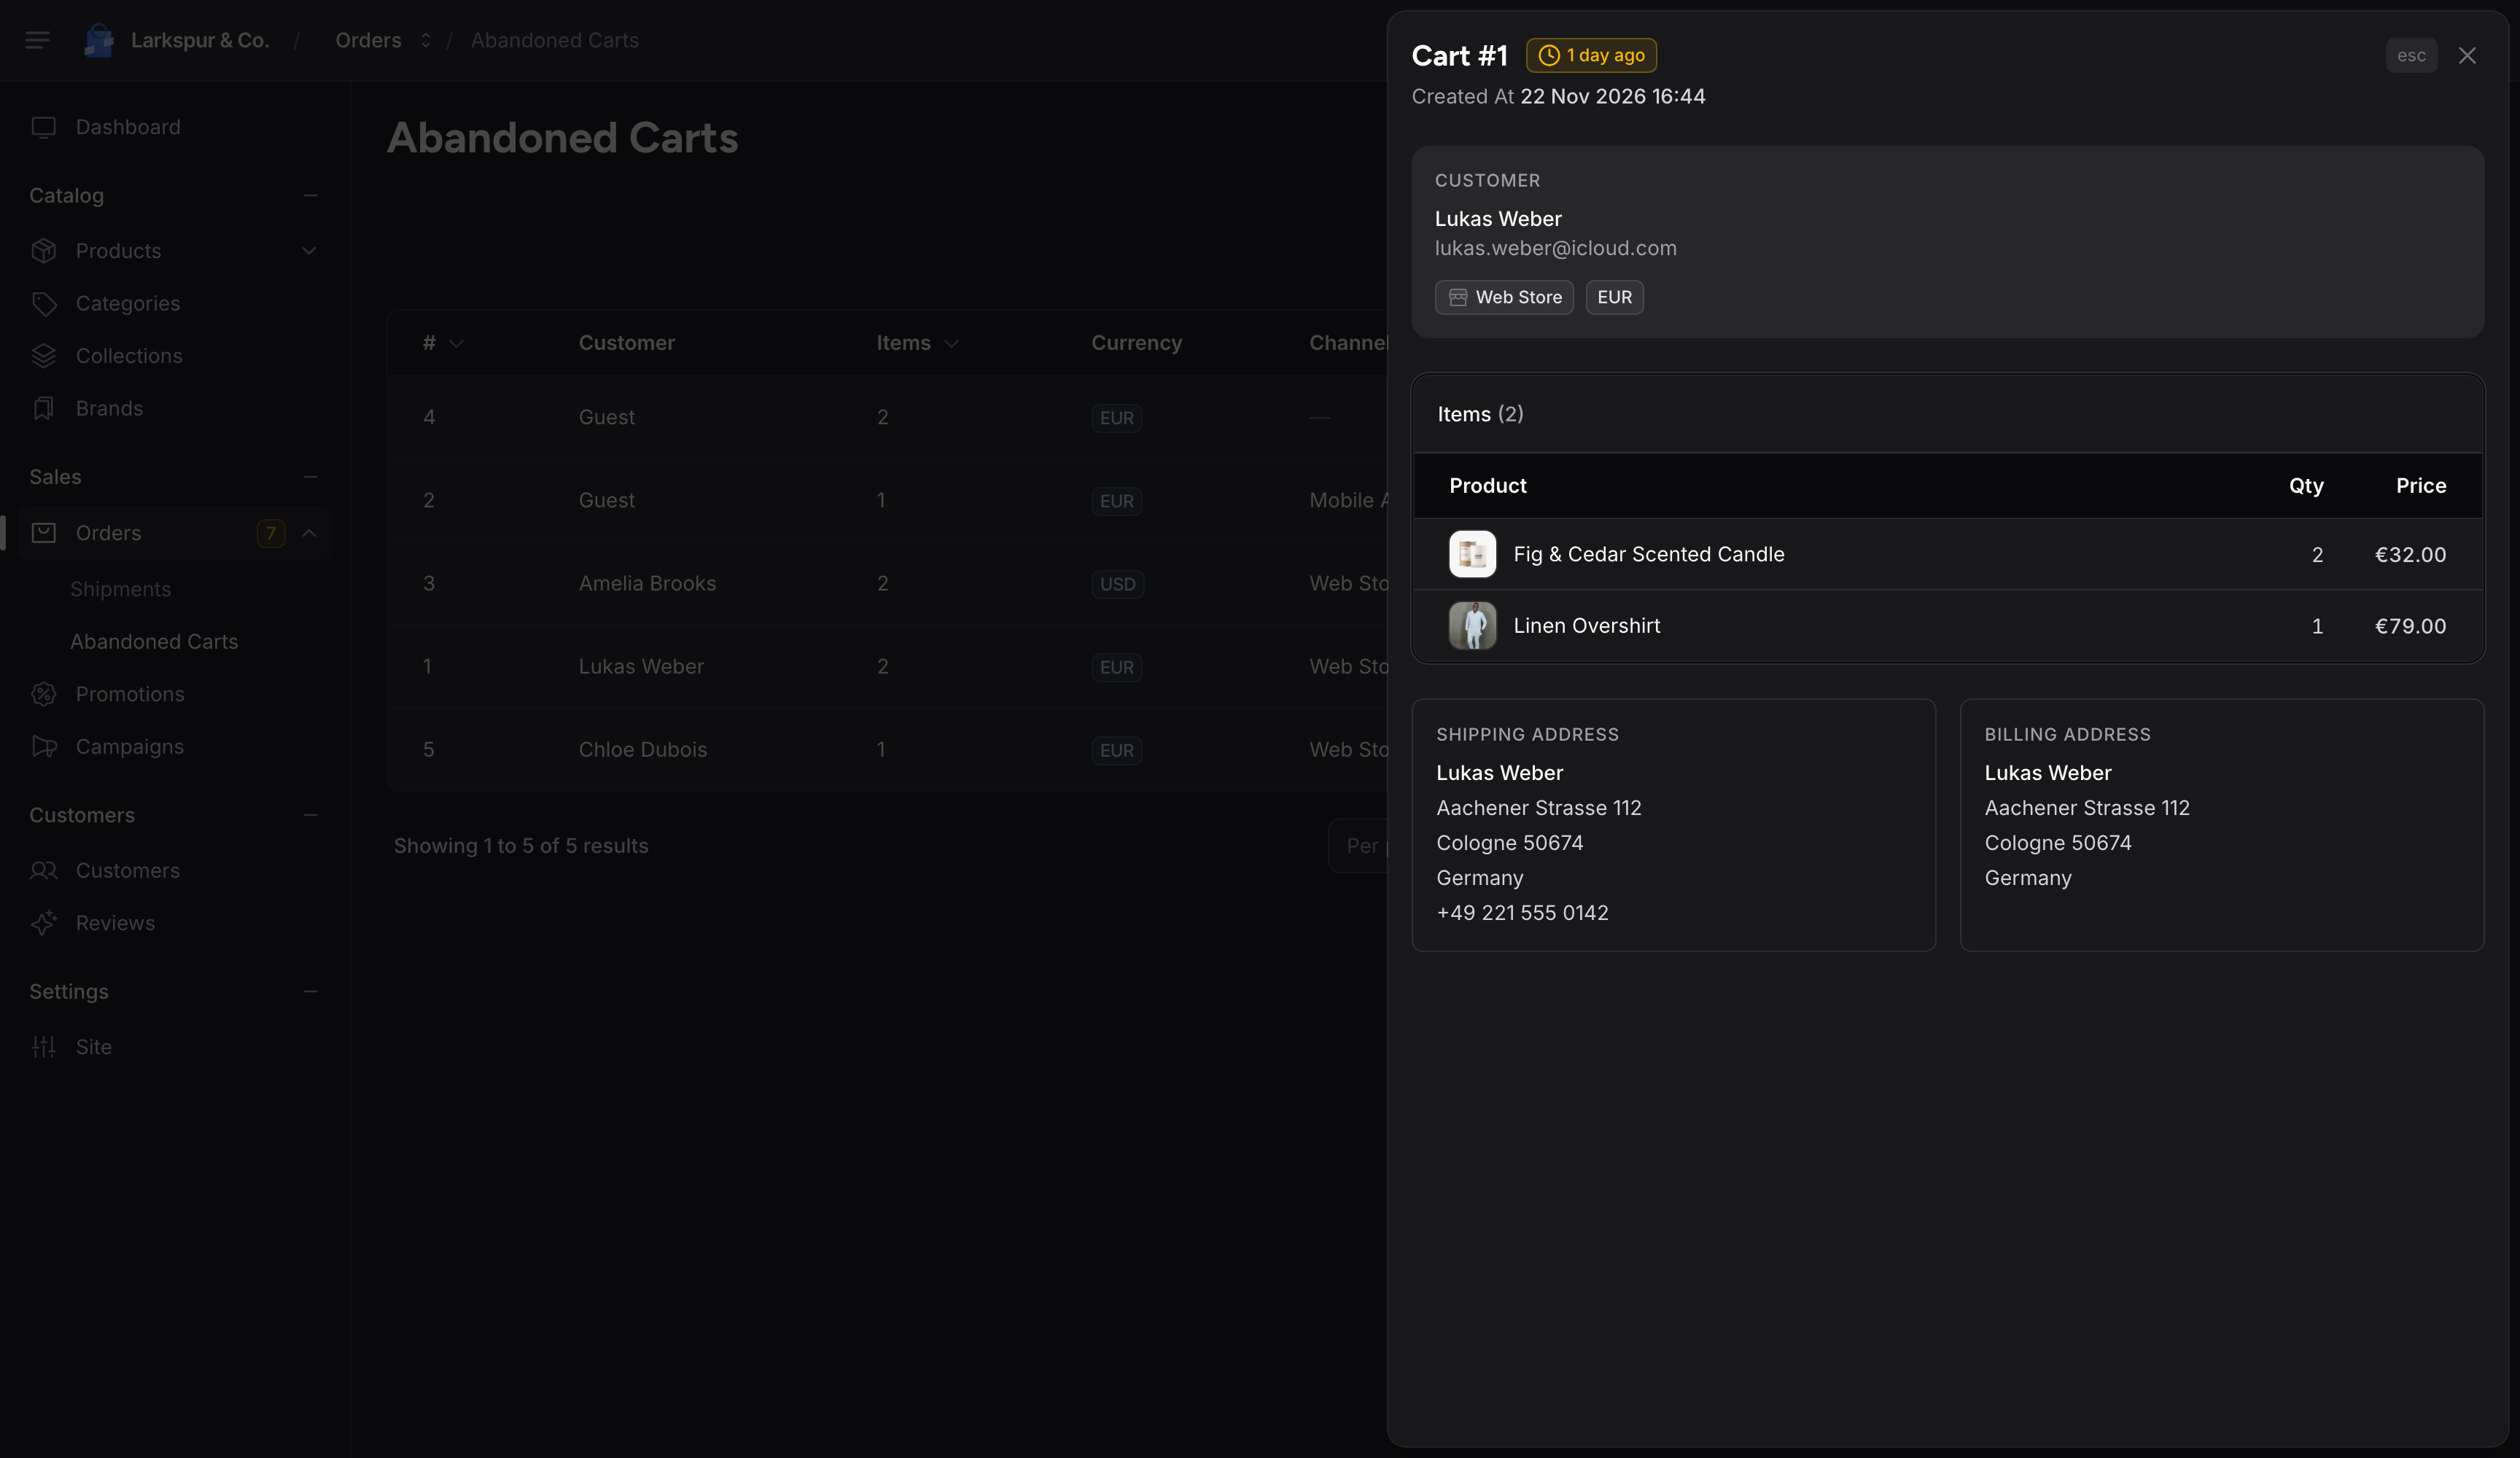 Larkspur & Co. / Orders / Abandoned Carts
Dashboard
Catalog
Products
Categories
Collections
Brands
Sales
Orders 7
Shipments
Abandoned Carts
Promotions
Campaigns
Customers
Customers
Reviews
Settings
Site
Abandoned Carts
# Customer Items Currency Channel
4 Guest 2 EUR —
2 Guest 1 EUR Mobile
3 Amelia Brooks 2 USD Web
1 Lukas Weber 2 EUR Web
5 Chloe Dubois 1 EUR Web
Showing 1 to 5 of 5 results
Per
Cart #1 1 day ago esc
Created At 22 Nov 2026 16:44
CUSTOMER
Lukas Weber
lukas.weber@icloud.com
Web Store EUR
Items (2)
Product Qty Price
Fig & Cedar Scented Candle 2 €32.00
Linen Overshirt 1 €79.00
SHIPPING ADDRESS
Lukas Weber
Aachener Strasse 112
Cologne 50674
Germany
+49 221 555 0142
BILLING ADDRESS
Lukas Weber
Aachener Strasse 112
Cologne 50674
Germany